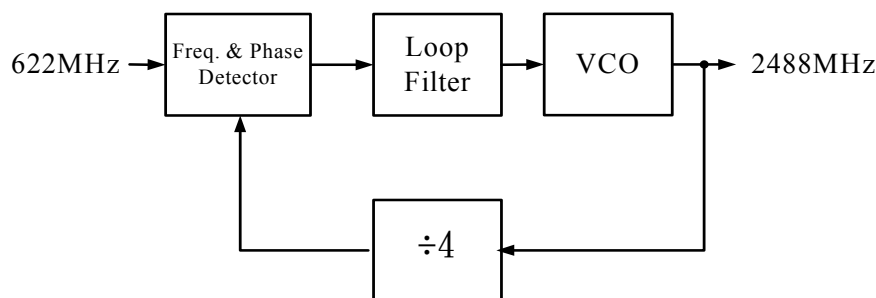 622MHz
Freq. & Phase
Detector
Loop
Filter
VCO
2488MHz
÷4